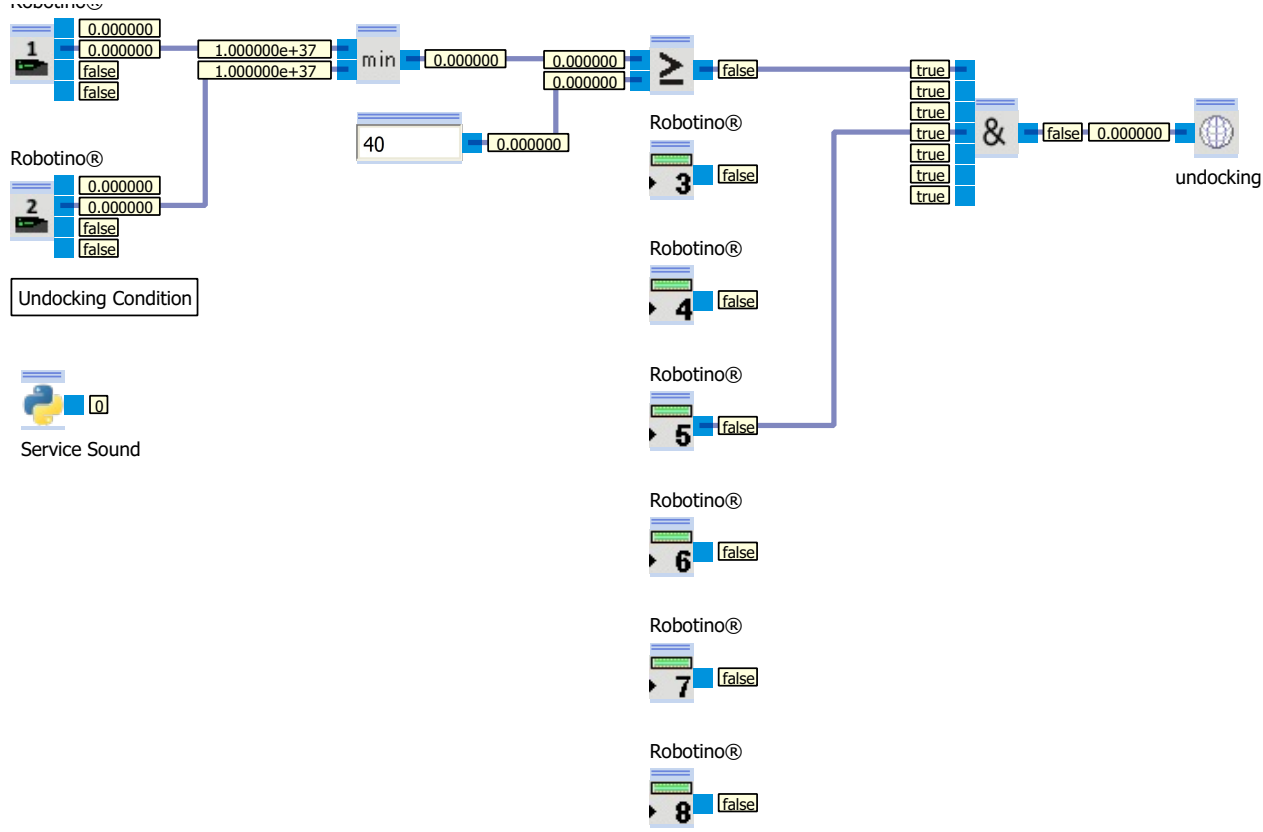 Robotino®
0.000000
1
0.000000
false
false
1.000000e+37
1.000000e+37
min
0.000000
0.000000
0.000000
≥
false
40
0.000000
true
true
true
true
true
true
true
&
false
0.000000
undocking
Robotino®
0.000000
2
0.000000
false
false
Undocking Condition
0
Service Sound
Robotino®
3
false
Robotino®
4
false
Robotino®
5
false
Robotino®
6
false
Robotino®
7
false
Robotino®
8
false